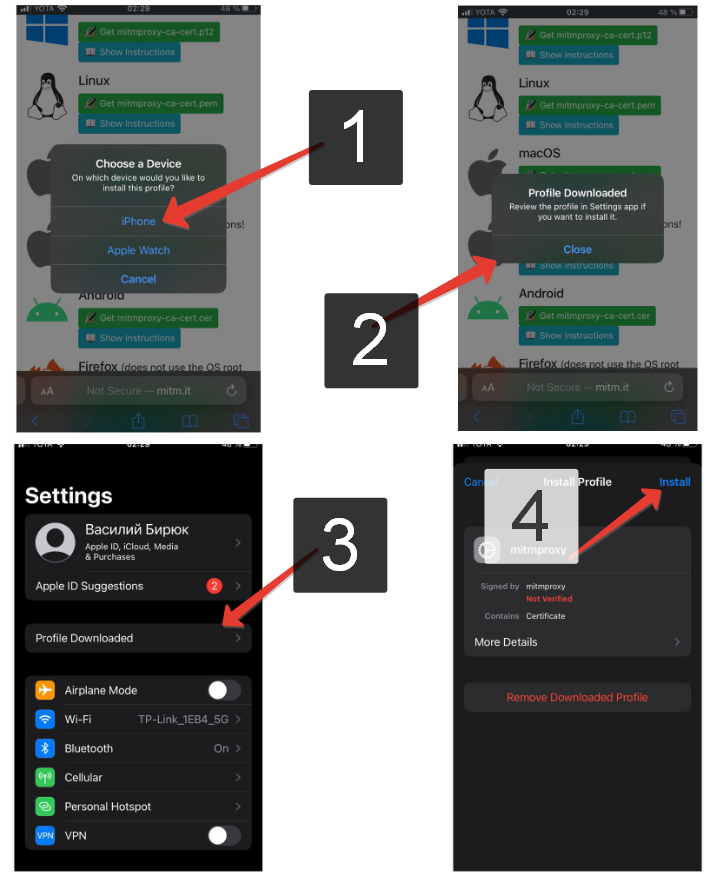 YOTA 02:29 48 %
Get mitmproxy-ca-cert.p12
Show Instructions
Linux
Get mitmproxy-ca-cert.pem
Show Instructions
Choose a Device
On which device would you like to
install this profile?
iPhone
ons!
Apple Watch
Cancel
Android
Get mitmproxy-ca-cert.cer
Show Instructions
Firefox (does not use the OS root
AA Not Secure — mitm.it
1
YOTA 02:29 48 %
Get mitmproxy-ca-cert.p12
Show Instructions
Linux
Get mitmproxy-ca-cert.pem
Show Instructions
macOS
Profile Downloaded
Review the profile in Settings app if
you want to install it.
ons!
Close
Show Instructions
Android
Get mitmproxy-ca-cert.cer
Show Instructions
Firefox (does not use the OS root
AA Not Secure — mitm.it
2
YOTA 02:29 48 %
Settings
Василий Бирюк
Apple ID, iCloud, Media
& Purchases
Apple ID Suggestions 2
Profile Downloaded
Airplane Mode
Wi-Fi TP-Link_1EB4_5G
Bluetooth On
Cellular
Personal Hotspot
VPN VPN
3
Install Profile Install
4
mitmproxy
Signed by mitmproxy
Not Verified
Contains Certificate
More Details
Remove Downloaded Profile